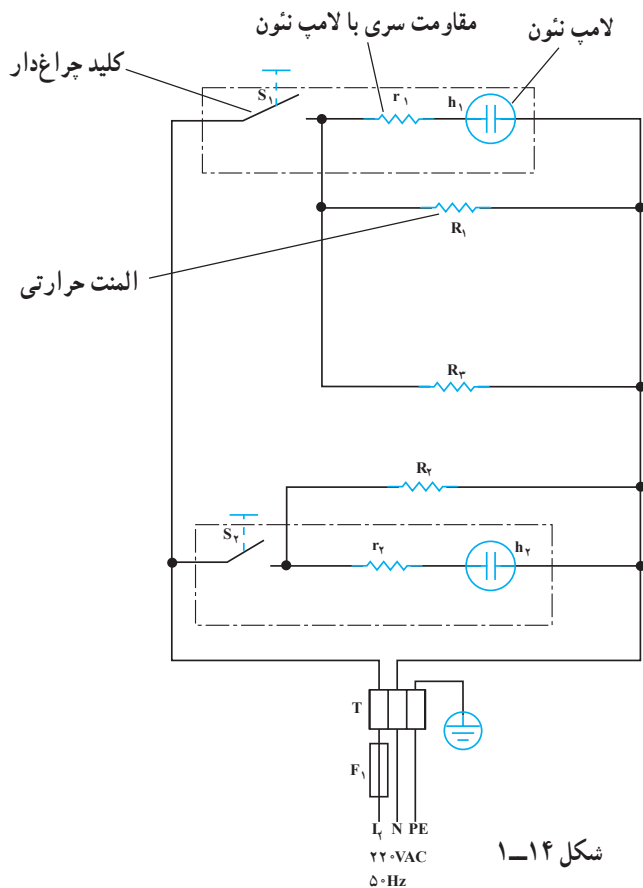 لامپ نئون
مقاومت سری با لامپ نئون
کلید چراغ‌دار
S۱
r۱
h۱
R۱
المنت حرارتی
R۳
R۲
S۲
r۲
h۲
T
F۱
L۲ N PE
۲۲۰VAC
۵۰Hz
شکل ۱۴ــ۱